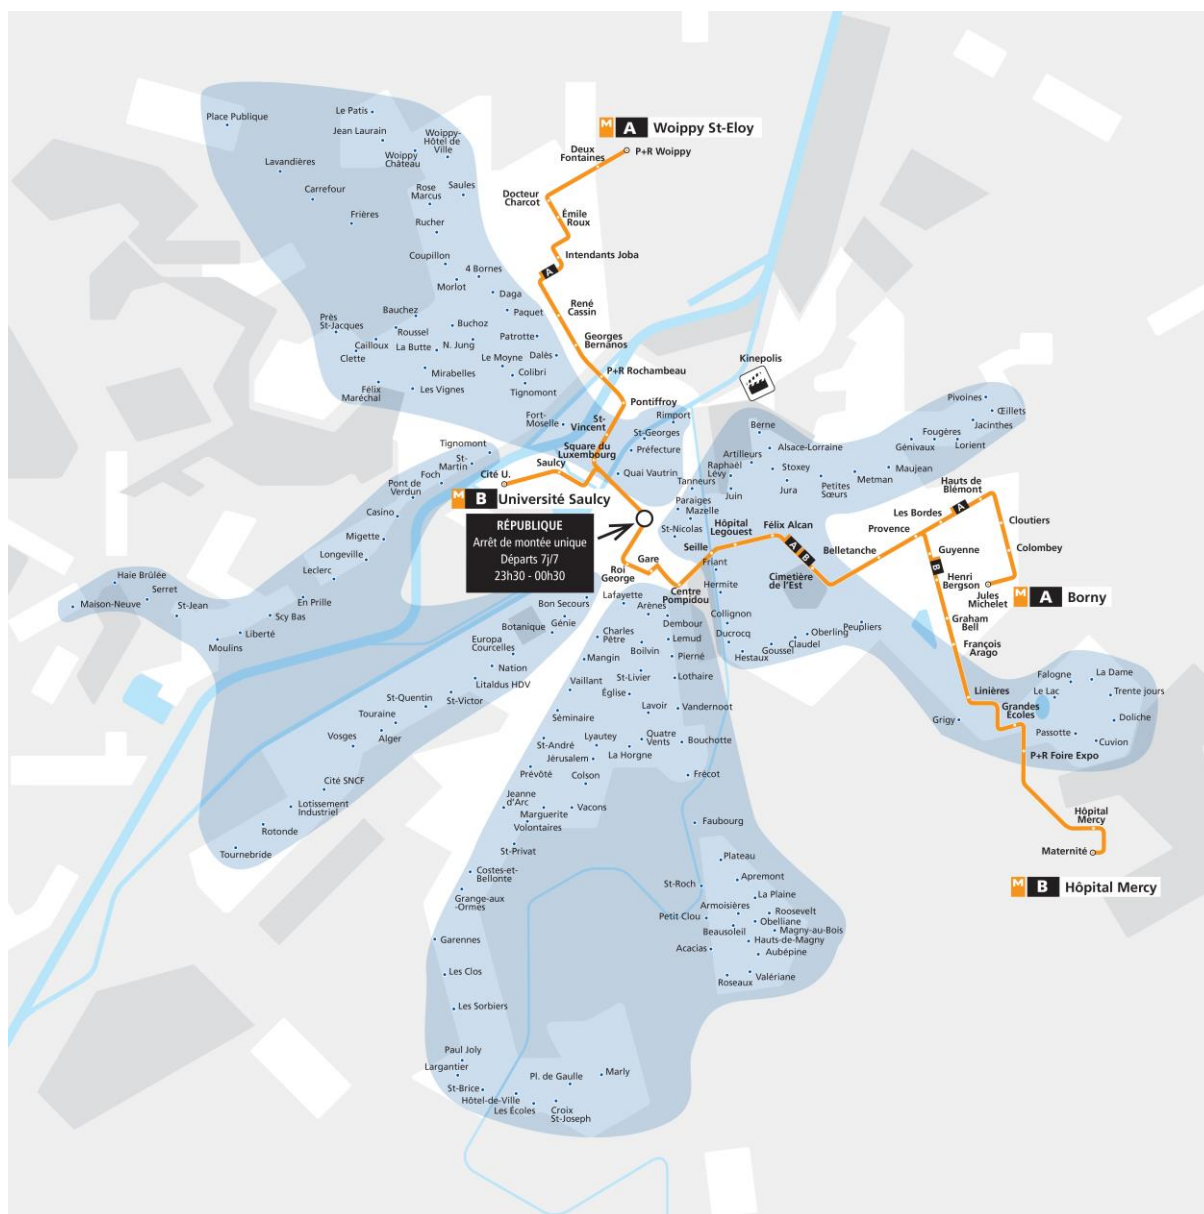 M A Woippy St-Eloy
Deux
Fontaines
P+R Woippy
Docteur
Charcot
Émile
Roux
Intendants Joba
A
René
Cassin
Georges
Bernanos
P+R Rochambeau
Pontiffroy
St-
Vincent
Square du
Luxembourg
Saulcy
Cité U.
M B Université Saulcy
RÉPUBLIQUE
Arrêt de montée unique
Départs 7j/7
23h30 - 00h30
Roi
George
Gare
Centre
Pompidou
Seille
Hôpital
Legouest
Félix Alcan
A
B
Cimetière
de l'Est
Belletanche
Provence
Les Bordes
A
Hauts de
Blémont
Cloutiers
Colombey
Jules
Michelet
M A Borny
Guyenne
B
Henri
Bergson
Graham
Bell
François
Arago
Linières
Grandes
Écoles
P+R Foire Expo
Hôpital
Mercy
Maternité
M B Hôpital Mercy
Kinepolis
Place Publique
Le Patis
Jean Laurain
Woippy-
Hôtel de
Ville
Woippy
Château
Lavandières
Carrefour
Frières
Rose
Marcus
Saules
Rucher
Coupillon
4 Bornes
Morlot
Daga
Paquet
Patrotte
Dalès
Bauchez
Buchoz
Près
St-Jacques
Roussel
Cailloux
Clette
La Butte
N. Jung
Le Moyne
Mirabelles
Colibri
Félix
Maréchal
Les Vignes
Tignomont
Fort-
Moselle
Rimport
St-Georges
Préfecture
Quai Vautrin
Tignomont
St-
Martin
Foch
Pont de
Verdun
Casino
Migette
Longeville
Leclerc
Haie Brûlée
Serret
Maison-Neuve
St-Jean
En Prille
Scy Bas
Liberté
Moulins
Tanneurs
Paraiges
Mazelle
St-Nicolas
Berne
Alsace-Lorraine
Artilleurs
Raphaël
Lévy
Stoxey
Juin
Jura
Petites
Sœurs
Metman
Maujean
Génivaux
Fougères
Lorient
Pivoines
Œillets
Jacinthes
Friant
Hermite
Collignon
Ducrocq
Hestaux
Goussel
Claudel
Oberling
Peupliers
Grigy
Falogne
La Dame
Le Lac
Trente jours
Doliche
Passotte
Cuvion
Bon Secours
Botanique
Génie
Europa
Courcelles
Nation
Litaldus HDV
St-Quentin
St-Victor
Touraine
Vosges
Alger
Cité SNCF
Lotissement
Industriel
Rotonde
Tournebride
Lafayette
Arènes
Dembour
Charles
Pêtre
Lemud
Boilvin
Mangin
Pierné
St-Livier
Lothaire
Vaillant
Église
Lavoir
Vandernoot
Séminaire
Lyautey
Quatre
Vents
St-André
Bouchotte
Jérusalem
La Horgne
Prévôté
Colson
Frécot
Jeanne
d'Arc
Marguerite
Vacons
Volontaires
Faubourg
St-Privat
Costes-et-
Bellonte
Grange-aux
-Ormes
Plateau
Apremont
St-Roch
La Plaine
Armoisières
Roosevelt
Petit Clou
Obelliane
Beausoleil
Magny-au-Bois
Hauts-de-Magny
Acacias
Aubépine
Roseaux
Valériane
Garennes
Les Clos
Les Sorbiers
Paul Joly
Largantier
St-Brice
Hôtel-de-Ville
Les Écoles
Pl. de Gaulle
Marly
Croix
St-Joseph